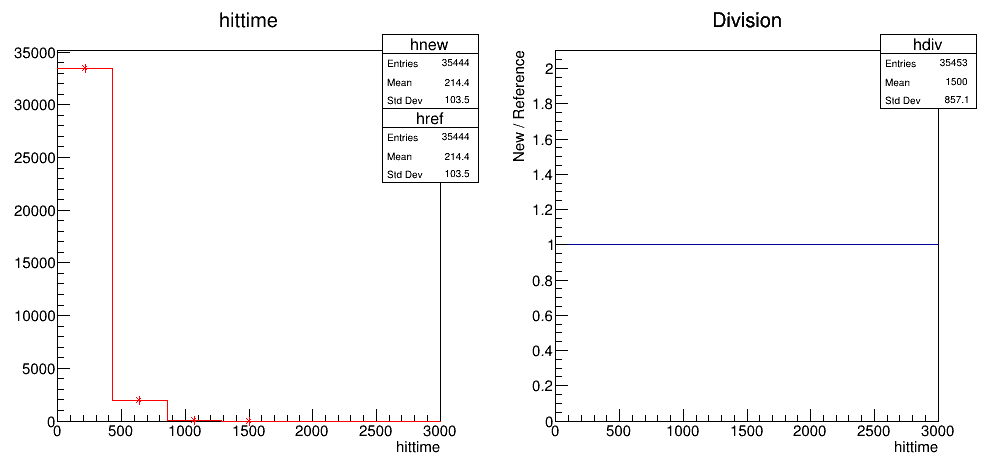 hittime
hnew
Entries 35444
Mean 214.4
Std Dev 103.5
href
Entries 35444
Mean 214.4
Std Dev 103.5
35000
30000
25000
20000
15000
10000
5000
0
0 500 1000 1500 2000 2500 3000
hittime
Division
hdiv
Entries 35453
Mean 1500
Std Dev 857.1
New / Reference
2
1.8
1.6
1.4
1.2
1
0.8
0.6
0.4
0.2
0
0 500 1000 1500 2000 2500 3000
hittime